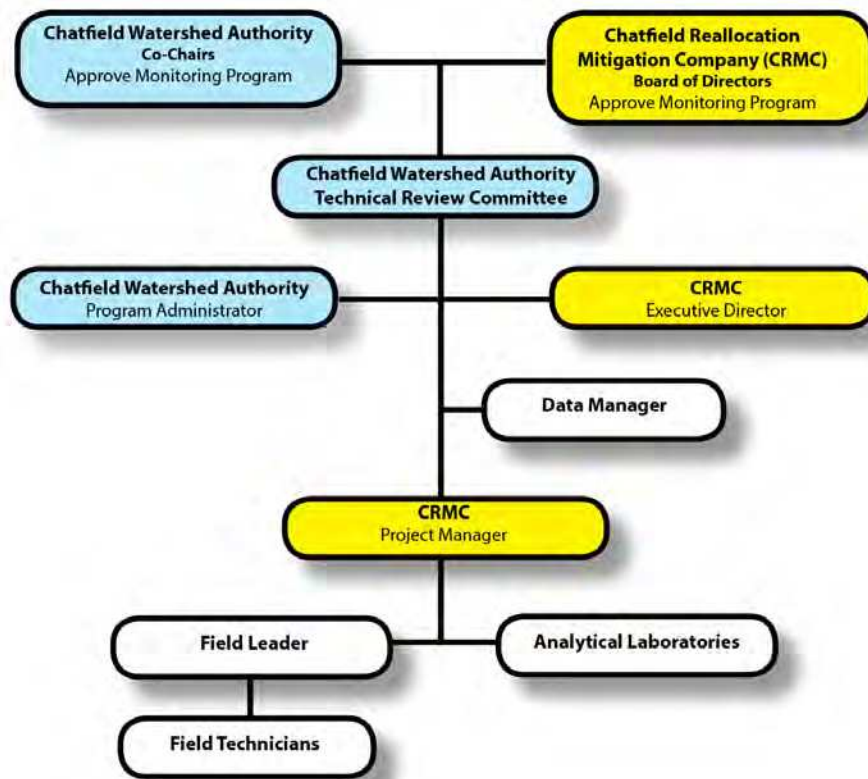 Chatfield Watershed Authority
Co-Chairs
Approve Monitoring Program
Chatfield Reallocation
Mitigation Company (CRMC)
Board of Directors
Approve Monitoring Program
Chatfield Watershed Authority
Technical Review Committee
Chatfield Watershed Authority
Program Administrator
CRMC
Executive Director
Data Manager
CRMC
Project Manager
Field Leader
Analytical Laboratories
Field Technicians